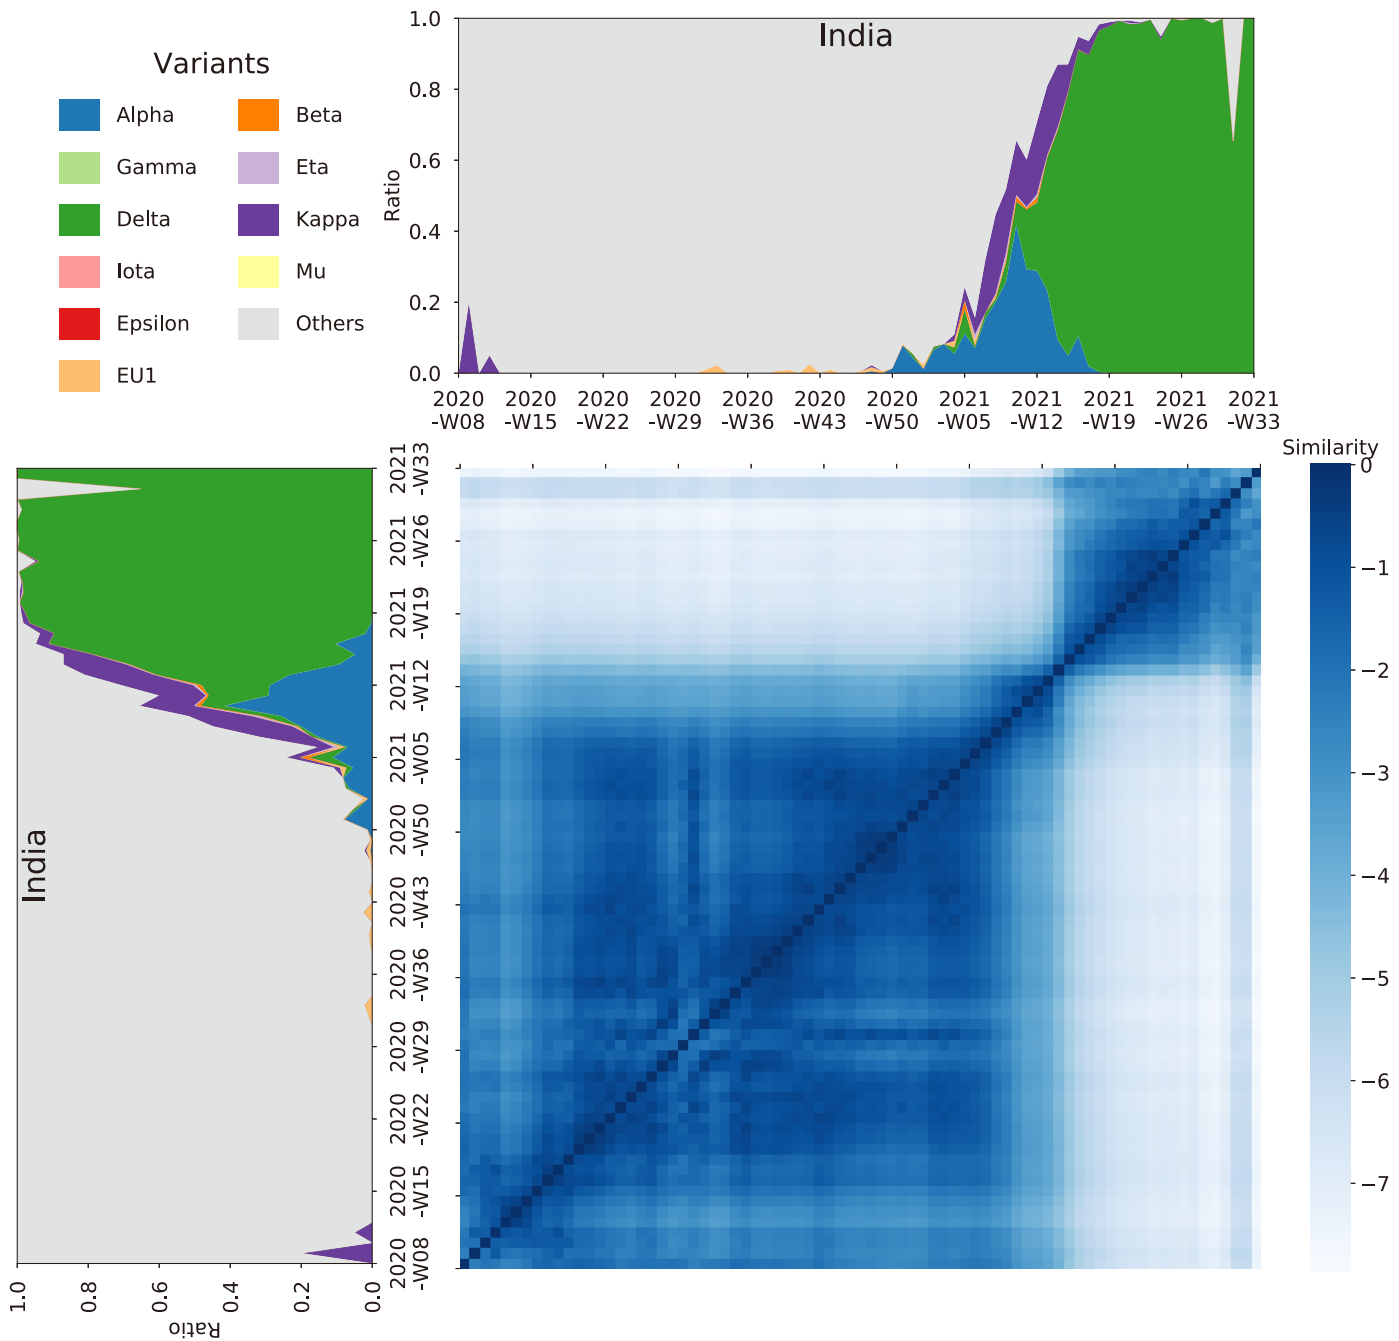 Variants
Alpha
Beta
Gamma
Eta
Delta
Kappa
Iota
Mu
Epsilon
Others
EU1
India
Ratio
1.0
0.8
0.6
0.4
0.2
0.0
2020 2020 2020 2020 2020 2020 2020 2021 2021 2021 2021 2021
-W08 -W15 -W22 -W29 -W36 -W43 -W50 -W05 -W12 -W19 -W26 -W33
India
2021 -W33
2021 -W26
2021 -W19
2021 -W12
2021 -W05
2020 -W50
2020 -W43
2020 -W36
2020 -W29
2020 -W22
2020 -W15
2020 -W08
1.0 0.8 0.6 0.4 0.2 0.0
Ratio
Similarity
0
−1
−2
−3
−4
−5
−6
−7